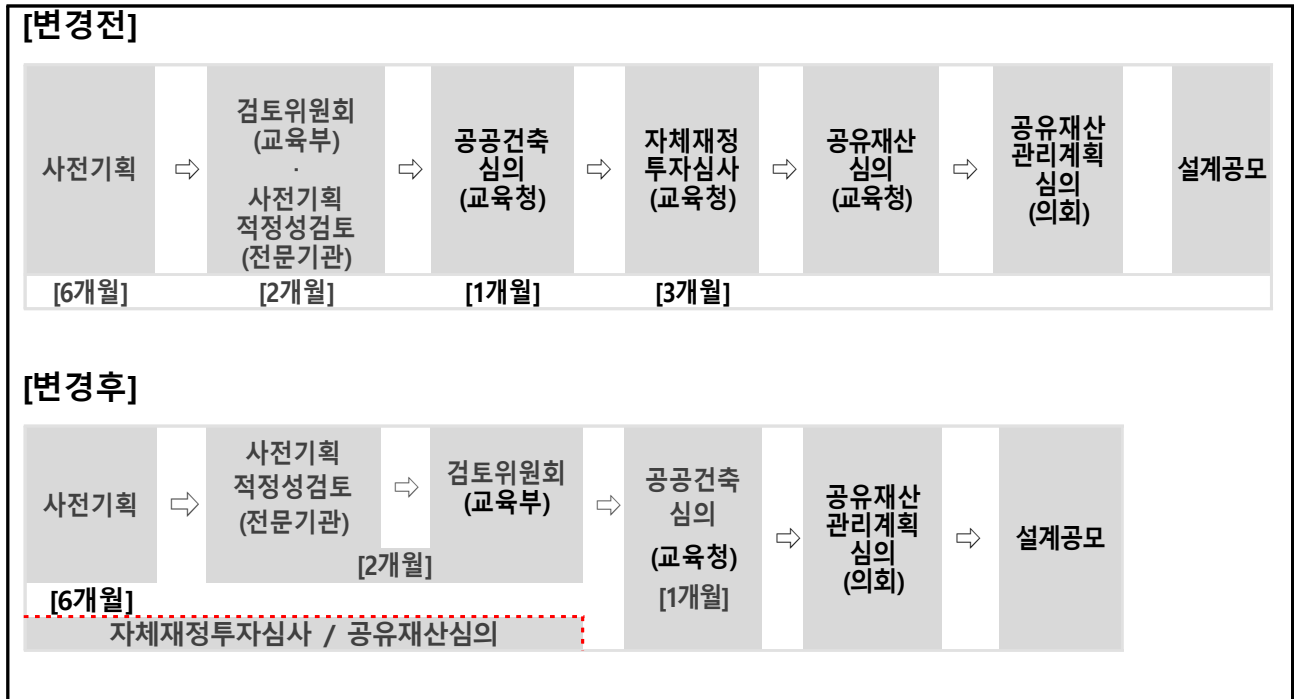 [변경전]
사전기획
⇨
검토위원회
(교육부)
·
사전기획
적정성검토
(전문기관)
⇨
공공건축
심의
(교육청)
⇨
자체재정
투자심사
(교육청)
⇨
공유재산
심의
(교육청)
⇨
공유재산
관리계획
심의
(의회)
설계공모
[6개월]
[2개월]
[1개월]
[3개월]
[변경후]
사전기획
⇨
사전기획
적정성검토
(전문기관)
⇨
검토위원회
(교육부)
[2개월]
⇨
공공건축
심의
(교육청)
[1개월]
⇨
공유재산
관리계획
심의
(의회)
⇨
설계공모
[6개월]
자체재정투자심사 / 공유재산심의